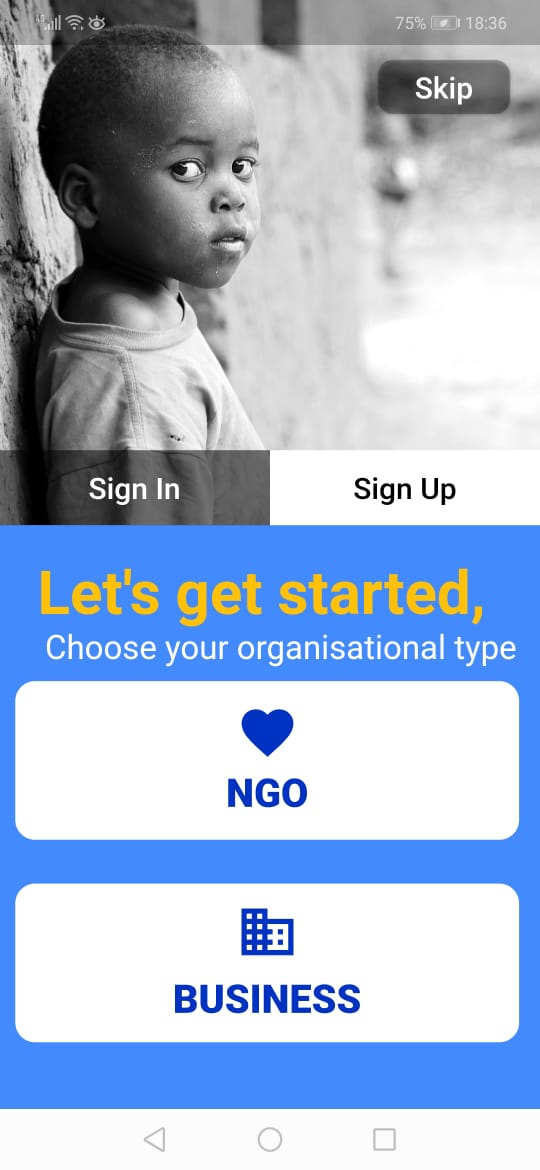 75% 18:36
Skip
Sign In
Sign Up
Let's get started,
Choose your organisational type
NGO
BUSINESS